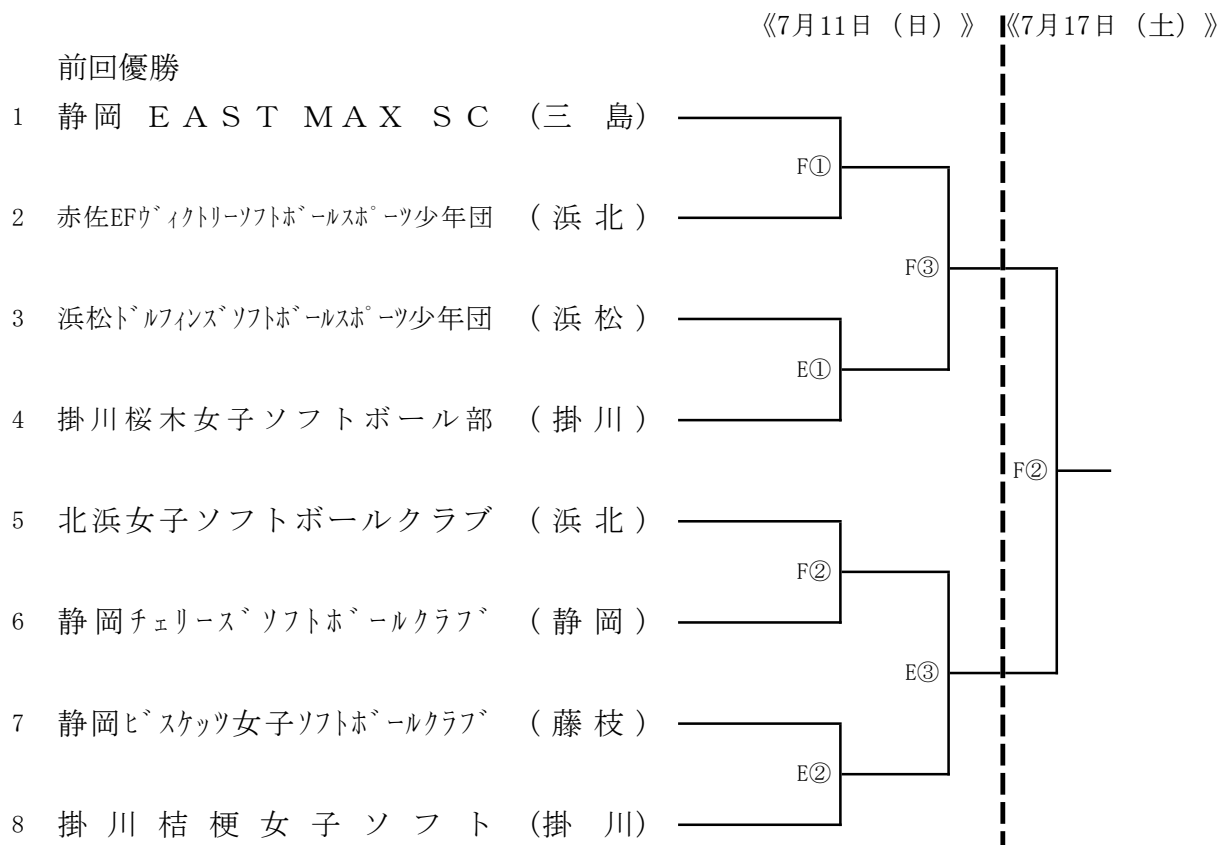 《7月11日（日）》 《7月17日（土）》
前回優勝
1 静岡 ＥＡＳＴ ＭＡＸ ＳＣ (三 島)
F①
2 赤佐EFｳﾞｨｸﾄﾘｰｿﾌﾄﾎﾞｰﾙｽﾎﾟｰﾂ少年団 (浜北)
F③
3 浜松ﾄﾞﾙﾌｨﾝｽﾞｿﾌﾄﾎﾞｰﾙｽﾎﾟｰﾂ少年団 (浜松)
E①
4 掛川桜木女子ソフトボール部 (掛川)
F②
5 北浜女子ソフトボールクラブ (浜北)
F②
6 静岡ﾁｪﾘｰｽﾞｿﾌﾄﾎﾞｰﾙｸﾗﾌﾞ (静岡)
E③
7 静岡ﾋﾞｽｹｯﾂ女子ｿﾌﾄﾎﾞｰﾙｸﾗﾌﾞ (藤枝)
E②
8 掛川桔梗女子ソフト (掛 川)